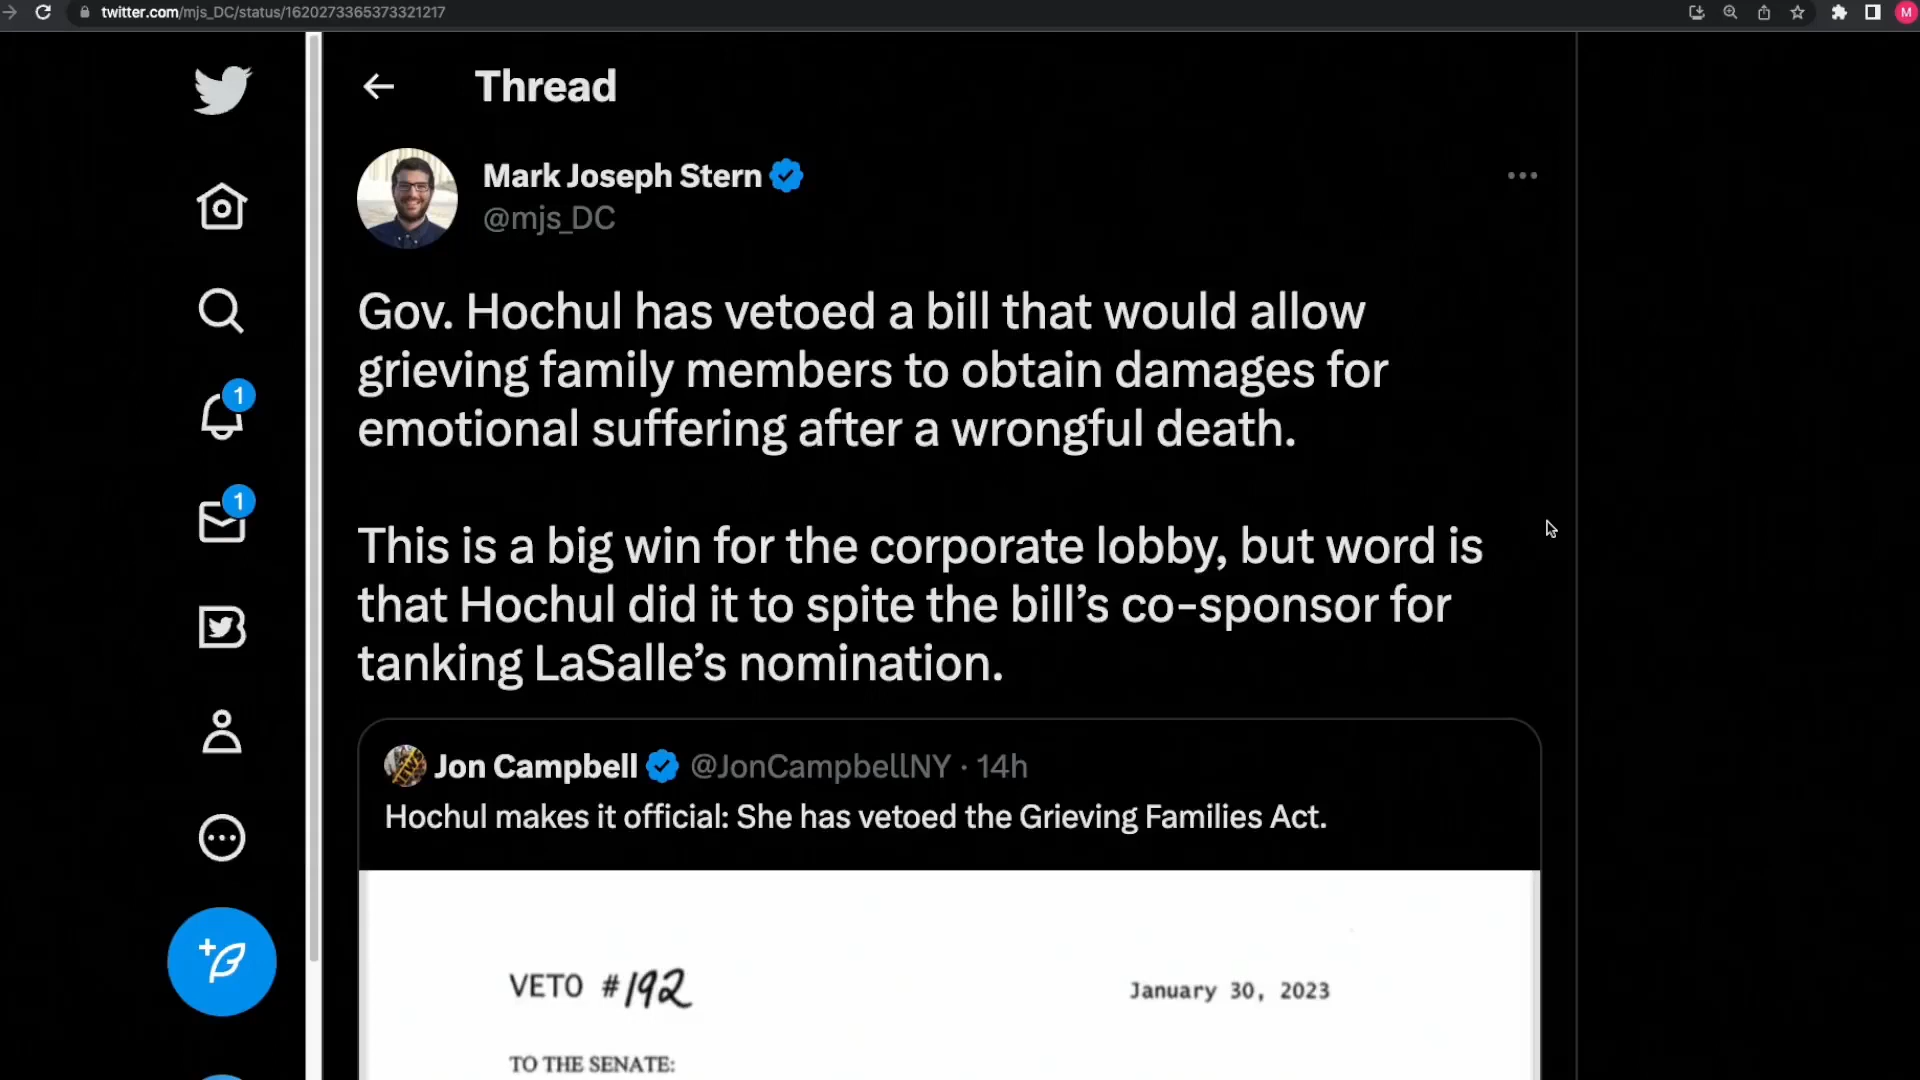 twitter.com/mjs_DC/status/1620273365373321217
M
Thread
Mark Joseph Stern
@mjs_DC
Gov. Hochul has vetoed a bill that would allow
grieving family members to obtain damages for
emotional suffering after a wrongful death.
This is a big win for the corporate lobby, but word is
that Hochul did it to spite the bill’s co-sponsor for
tanking LaSalle’s nomination.
1
1
Jon Campbell @JonCampbellNY · 14h
Hochul makes it official: She has vetoed the Grieving Families Act.
VETO #192
January 30, 2023
TO THE SENATE: